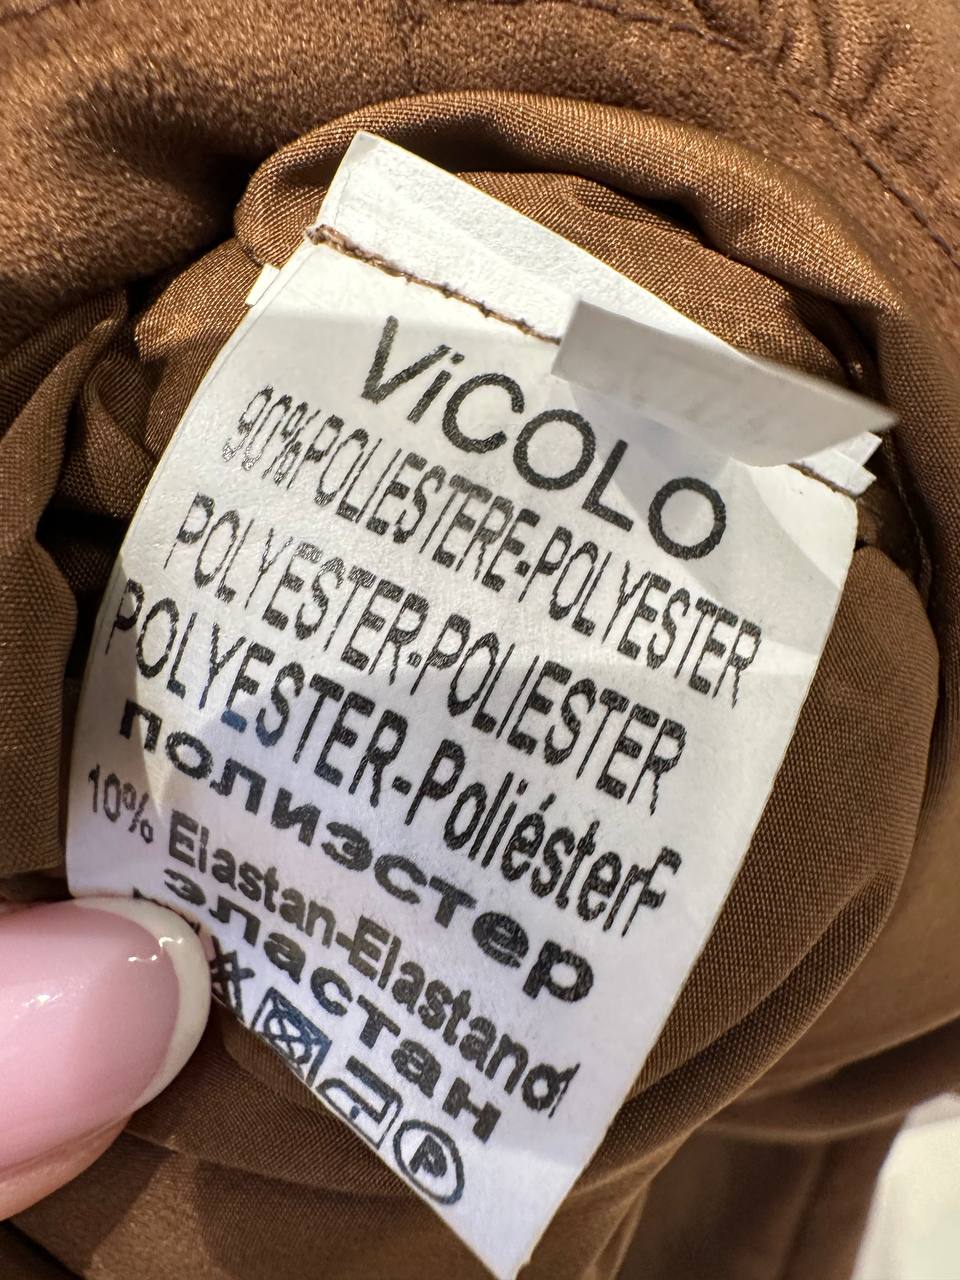 ViCOLO
90%POLIESTERE-POLYESTER
POLYESTER-POLIESTER
POLYESTER-Poliésterf
полиэстер
10% Elastan-Elastand
эластан
P